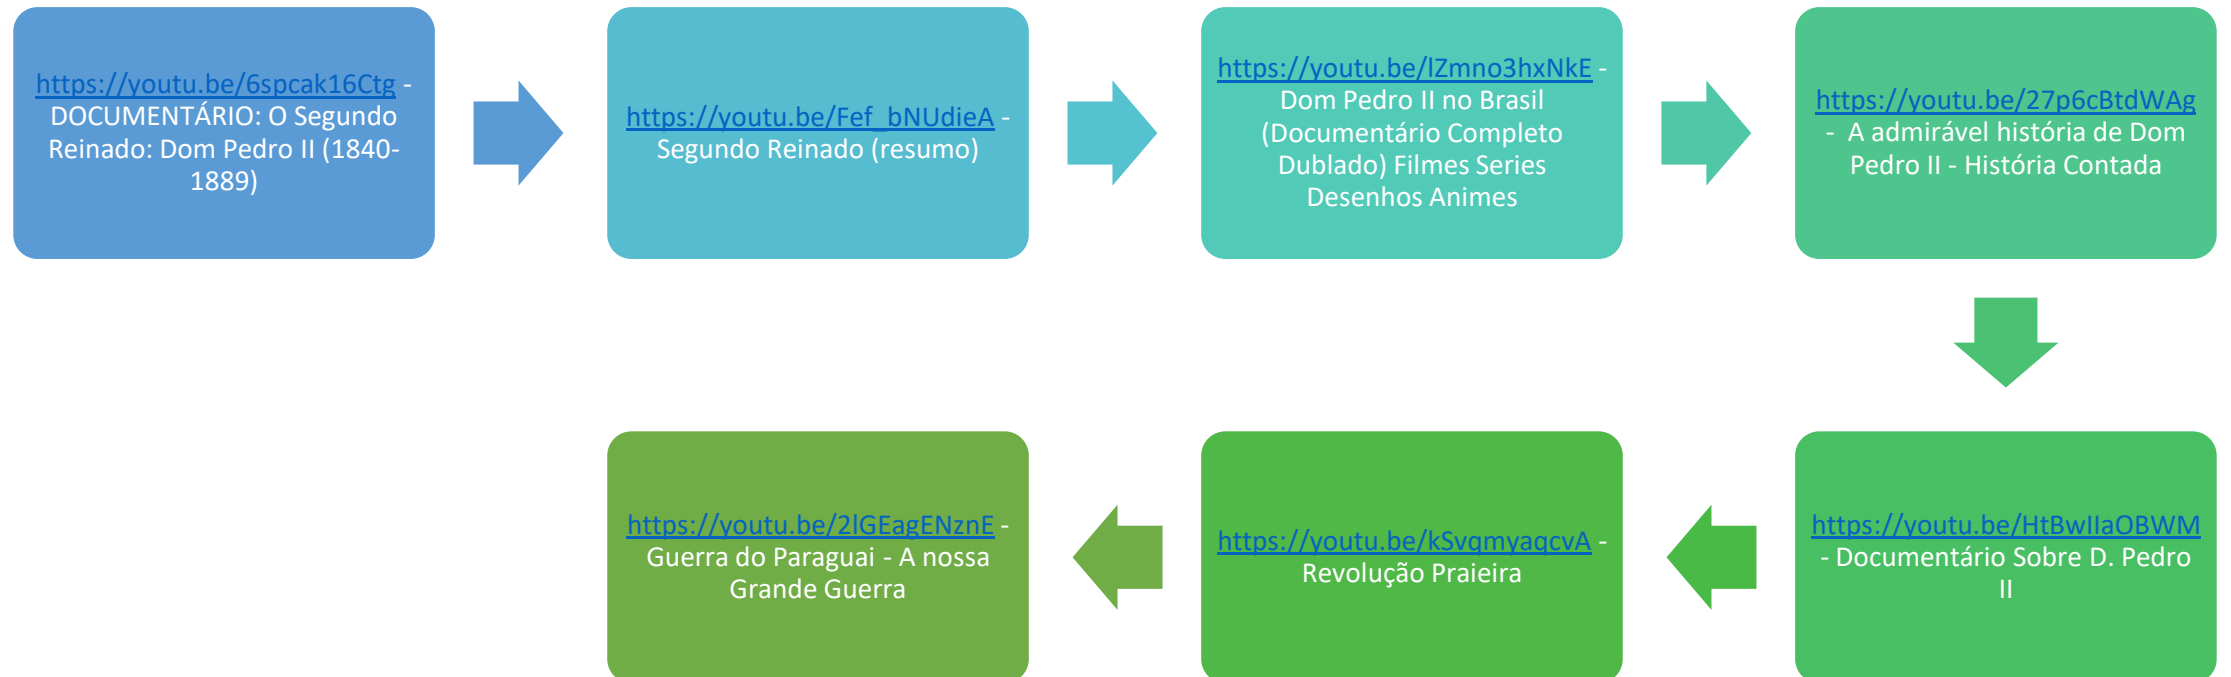 https://youtu.be/6spcak16Ctg -
DOCUMENTÁRIO: O Segundo
Reinado: Dom Pedro II (1840-
1889)
https://youtu.be/Fef_bNUdieA -
Segundo Reinado (resumo)
https://youtu.be/lZmno3hxNkE -
Dom Pedro II no Brasil
(Documentário Completo
Dublado) Filmes Series
Desenhos Animes
https://youtu.be/27p6cBtdWAg
- A admirável história de Dom
Pedro II - História Contada
https://youtu.be/HtBwIIaOBWM
- Documentário Sobre D. Pedro
II
https://youtu.be/kSvqmyaqcvA -
Revolução Praieira
https://youtu.be/2lGEagENznE -
Guerra do Paraguai - A nossa
Grande Guerra